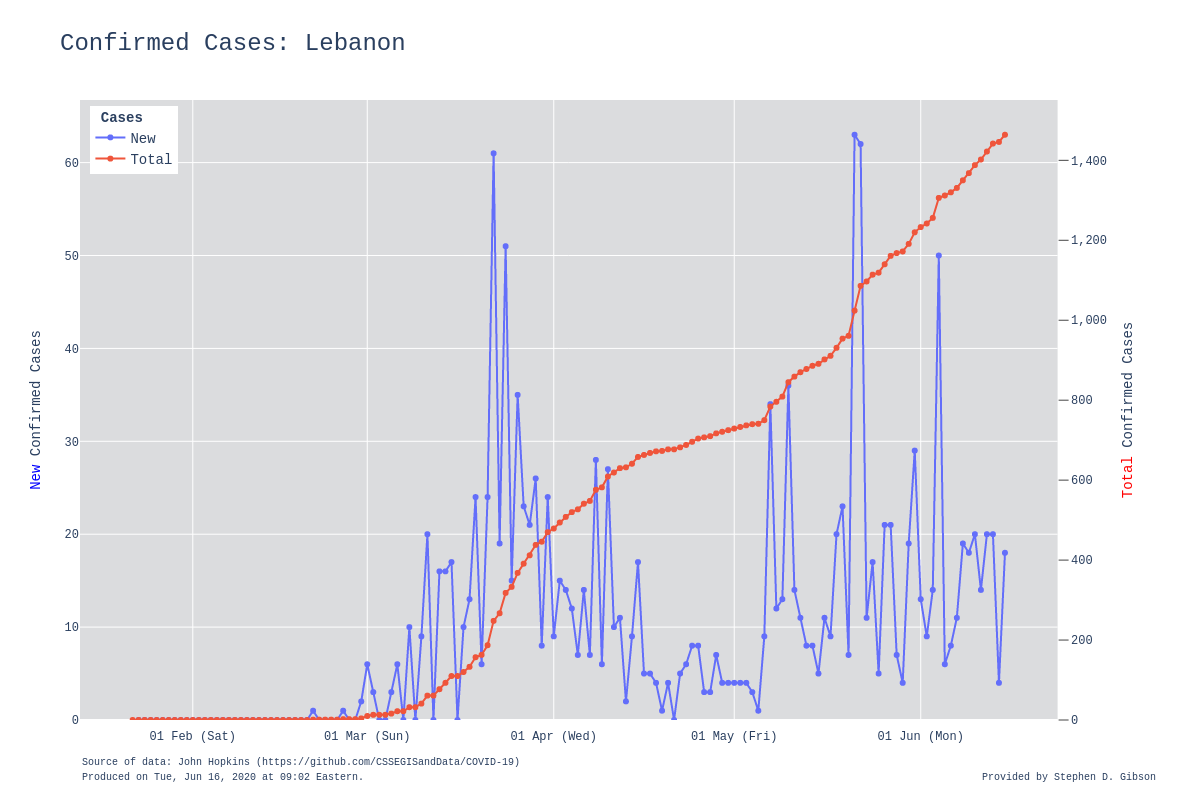 Confirmed Cases: Lebanon
Cases
New
Total
60
50
40
30
20
10
0
1,400
1,200
1,000
800
600
400
200
0
New Confirmed Cases
Total Confirmed Cases
01 Feb (Sat) 01 Mar (Sun) 01 Apr (Wed) 01 May (Fri) 01 Jun (Mon)
Source of data: John Hopkins (https://github.com/CSSEGISandData/COVID-19)
Produced on Tue, Jun 16, 2020 at 09:02 Eastern.
Provided by Stephen D. Gibson